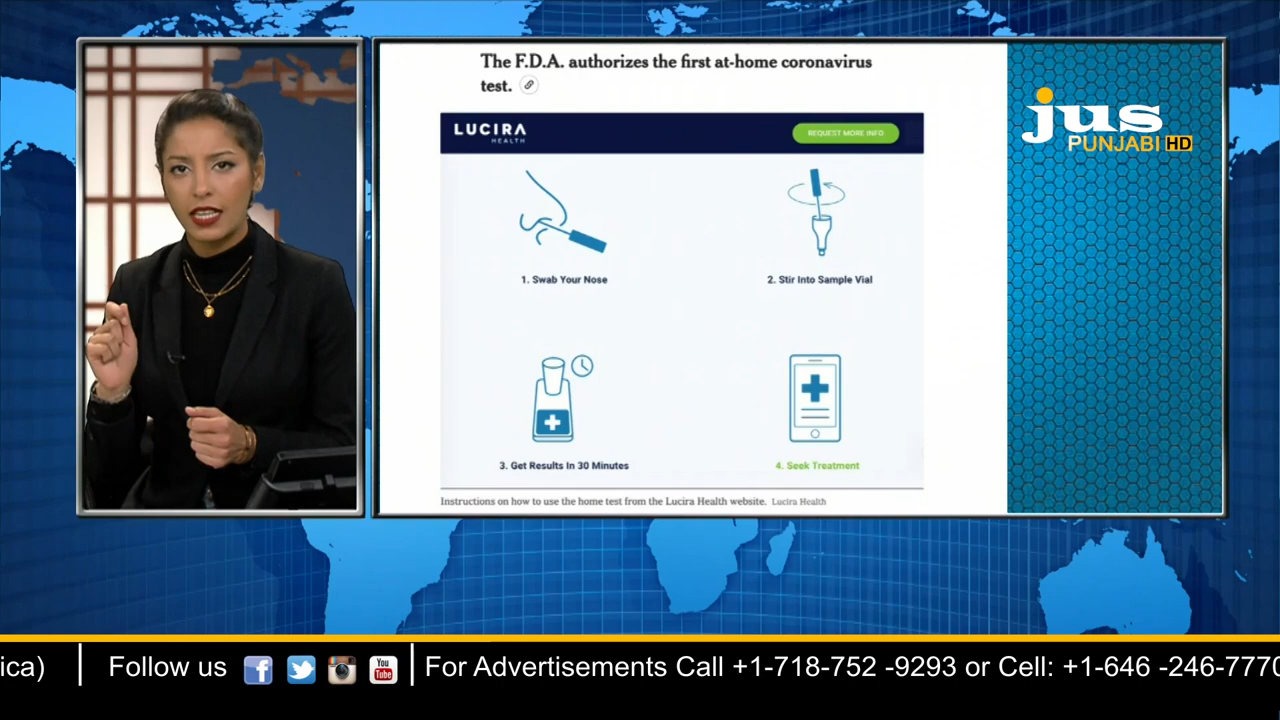 The F.D.A. authorizes the first at-home coronavirus
test.
LUCIRA
HEALTH
REQUEST MORE INFO
1. Swab Your Nose
2. Stir Into Sample Vial
3. Get Results In 30 Minutes
4. Seek Treatment
Instructions on how to use the home test from the Lucira Health website. Lucira Health
jus
PUNJABI HD
ica) | Follow us You Tube | For Advertisements Call +1-718-752 -9293 or Cell: +1-646 -246-7770